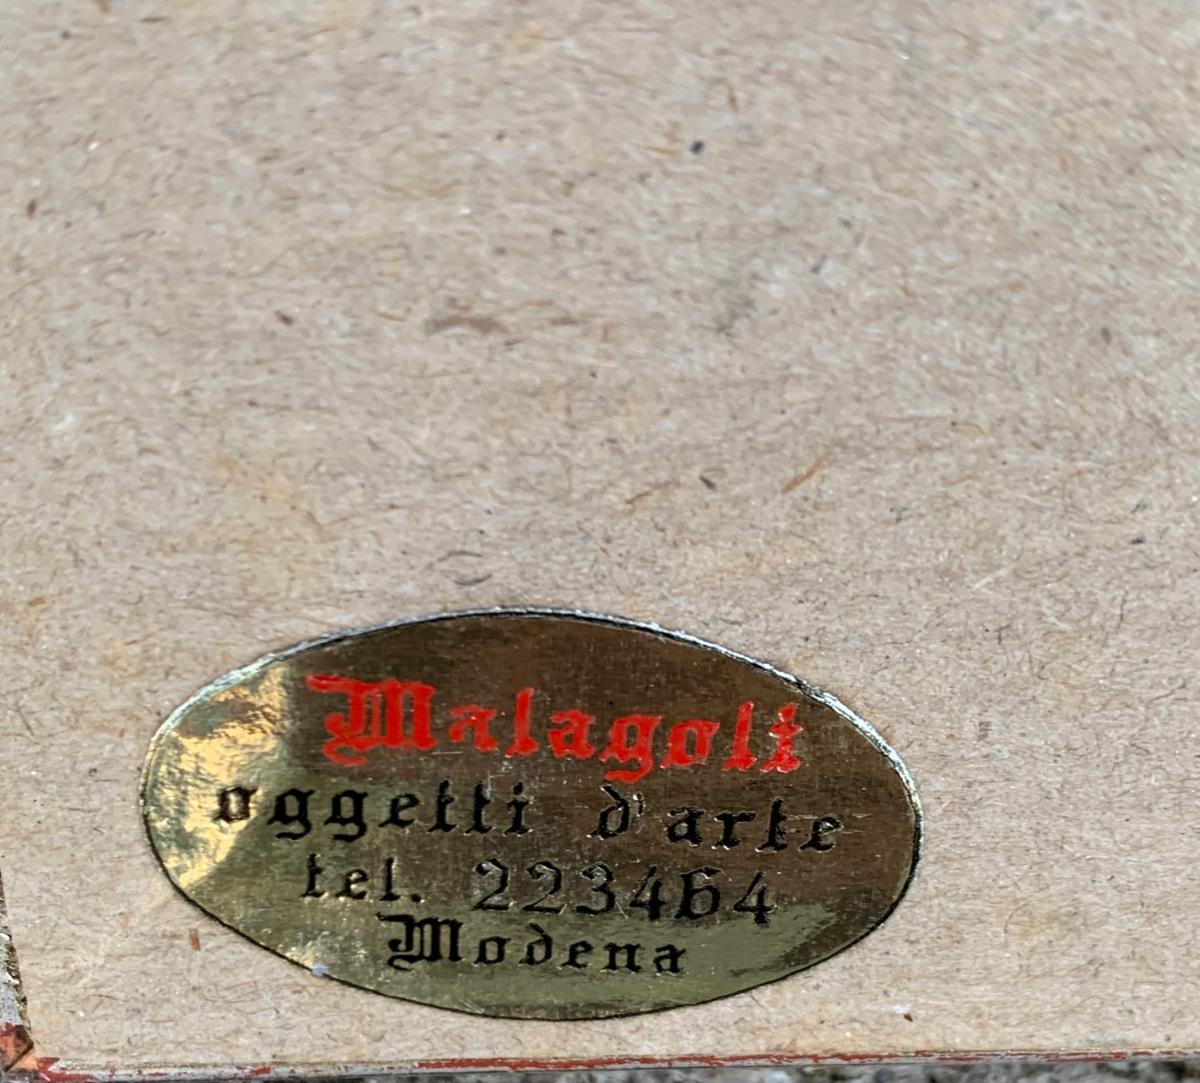 Malagoli
oggetti d'arte
tel. 223464
Modena